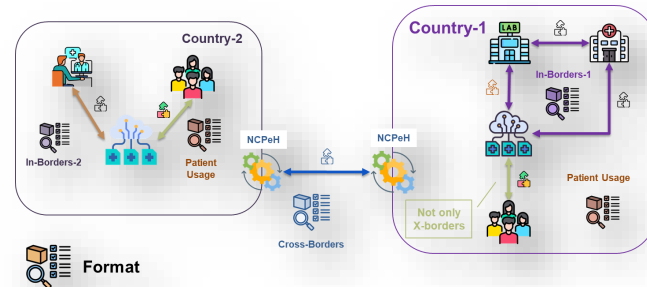 Country-2
Country-1
LAB
In-Borders-1
In-Borders-2
Patient
Usage
NCPeH
NCPeH
Patient Usage
Cross-Borders
Not only
X-borders
Format